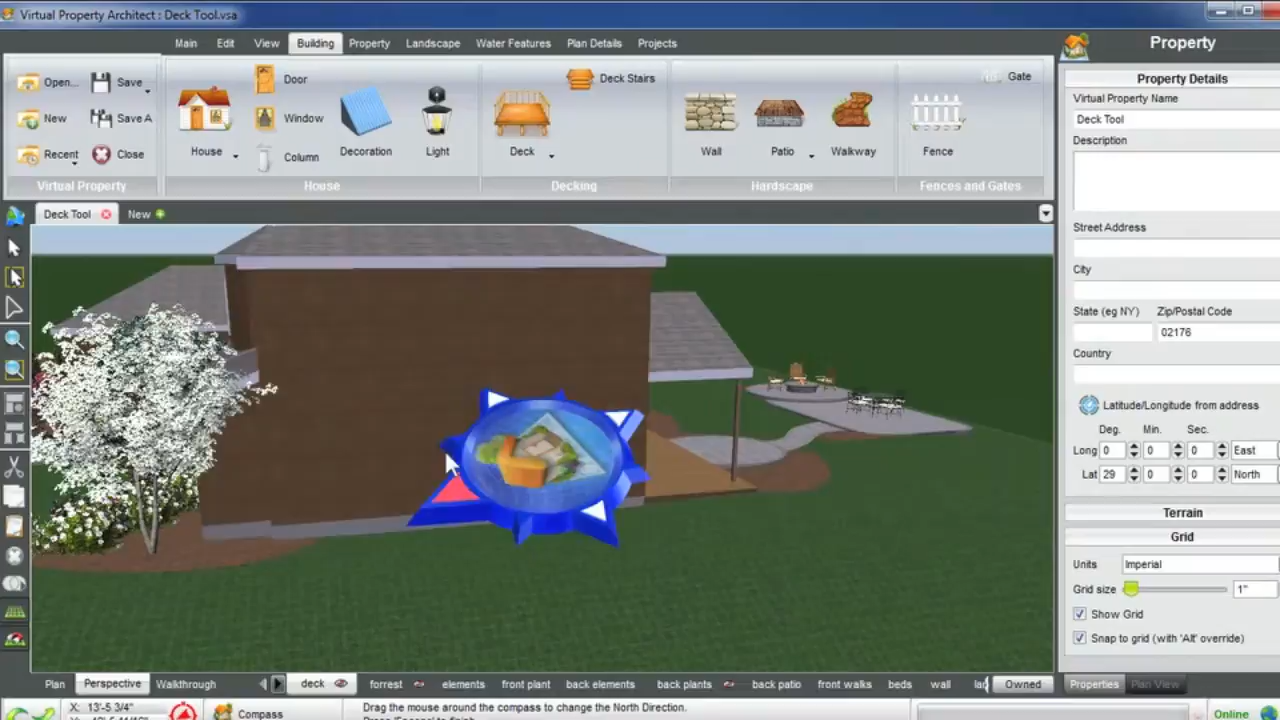 Virtual Property Architect : Deck Tool.vsa
Main Edit View Building Property Landscape Water Features Plan Details Projects
Property
Open... Save
New Save A
Recent Close
Virtual Property
House
Door
Window
Column
Decoration
Light
House
Deck
Deck Stairs
Decking
Wall
Patio
Walkway
Hardscape
Gate
Fence
Fences and Gates
Deck Tool
New
Property Details
Virtual Property Name
Deck Tool
Description
Street Address
City
State (eg NY) Zip/Postal Code
02176
Country
Latitude/Longitude from address
Deg. Min. Sec.
Long 0 0 0 East
Lat 29 0 0 North
Terrain
Grid
Units Imperial
Grid size 1"
Show Grid
Snap to grid (with 'Alt' override)
Plan Perspective Walkthrough deck forrest elements front plant back elements back plants back patio front walks beds wall Owned
Properties Plan View
X: 13'-5 3/4"
Compass
Drag the mouse around the compass to change the North Direction.
Online